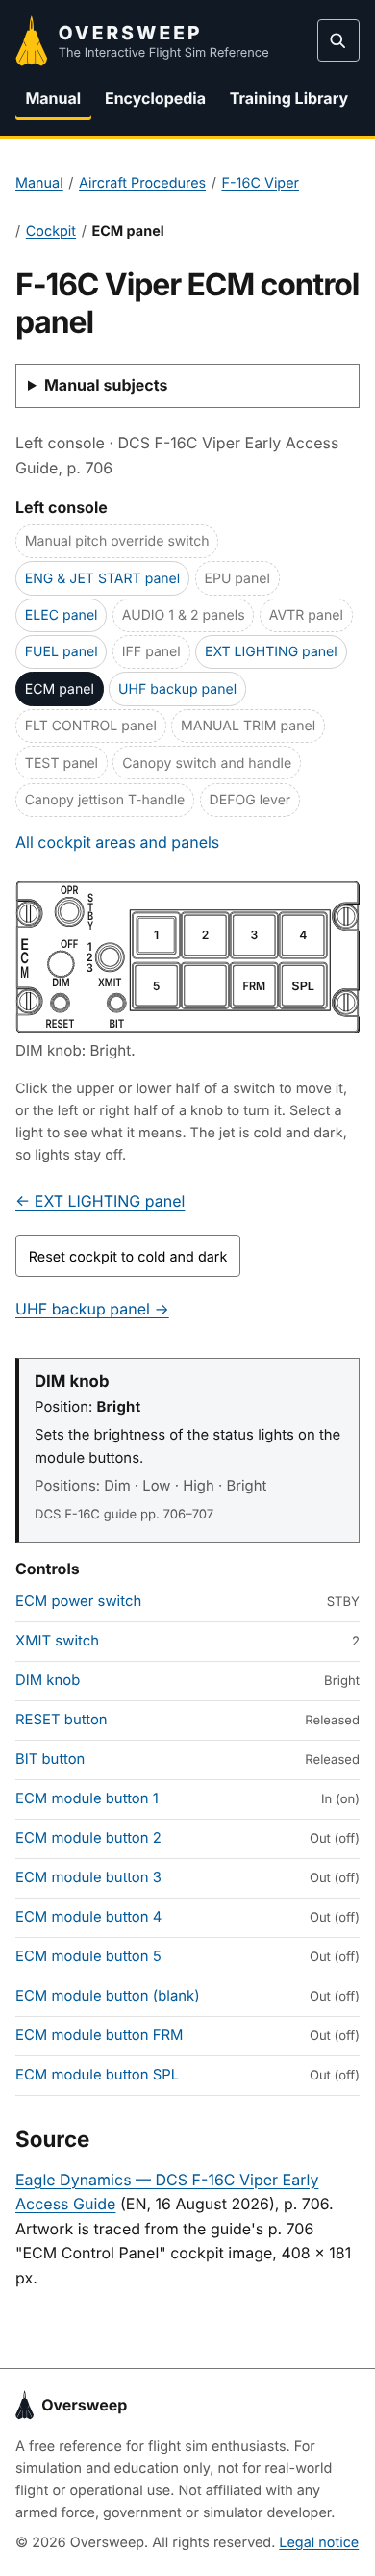 OVERSWEEP
The Interactive Flight Sim Reference
Manual Encyclopedia Training Library
Manual / Aircraft Procedures / F-16C Viper
/ Cockpit / ECM panel
F-16C Viper ECM control
panel
▶ Manual subjects
Left console · DCS F-16C Viper Early Access
Guide, p. 706
Left console
Manual pitch override switch
ENG & JET START panel EPU panel
ELEC panel AUDIO 1 & 2 panels AVTR panel
FUEL panel IFF panel EXT LIGHTING panel
ECM panel UHF backup panel
FLT CONTROL panel MANUAL TRIM panel
TEST panel Canopy switch and handle
Canopy jettison T-handle DEFOG lever
All cockpit areas and panels
OPR
STBY
ECM
OFF
1
2
3
DIM
XMIT
RESET
BIT
1 2 3 4
5 FRM SPL
DIM knob: Bright.
Click the upper or lower half of a switch to move it,
or the left or right half of a knob to turn it. Select a
light to see what it means. The jet is cold and dark,
so lights stay off.
← EXT LIGHTING panel
Reset cockpit to cold and dark
UHF backup panel →
DIM knob
Position: Bright
Sets the brightness of the status lights on the
module buttons.
Positions: Dim · Low · High · Bright
DCS F-16C guide pp. 706–707
Controls
ECM power switch STBY
XMIT switch 2
DIM knob Bright
RESET button Released
BIT button Released
ECM module button 1 In (on)
ECM module button 2 Out (off)
ECM module button 3 Out (off)
ECM module button 4 Out (off)
ECM module button 5 Out (off)
ECM module button (blank) Out (off)
ECM module button FRM Out (off)
ECM module button SPL Out (off)
Source
Eagle Dynamics — DCS F-16C Viper Early
Access Guide (EN, 16 August 2026), p. 706.
Artwork is traced from the guide's p. 706
"ECM Control Panel" cockpit image, 408 × 181
px.
Oversweep
A free reference for flight sim enthusiasts. For
simulation and education only, not for real-world
flight or operational use. Not affiliated with any
armed force, government or simulator developer.
© 2026 Oversweep. All rights reserved. Legal notice